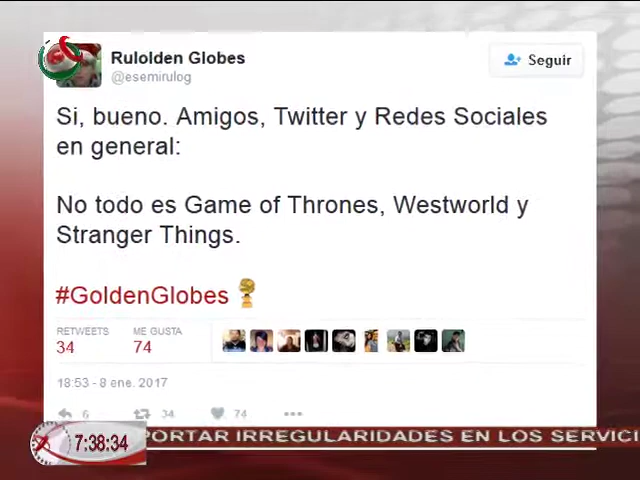 Rulolden Globes
@esemirulog
Seguir
Si, bueno. Amigos, Twitter y Redes Sociales
en general:
No todo es Game of Thrones, Westworld y
Stranger Things.
#GoldenGlobes
RETWEETS
34
ME GUSTA
74
18:53 - 8 ene. 2017
6
34
74
7:38:34
PORTAR IRREGULARIDADES EN LOS SERVICI